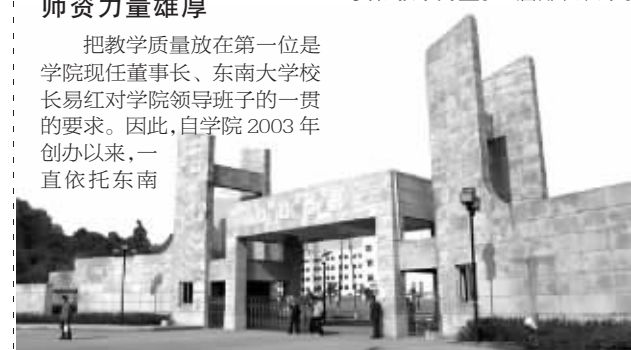 师资力量雄厚
把教学质量放在第一位是
学院现任董事长、东南大学校
长易红对学院领导班子的一贯
的要求。因此,自学院 2003 年
创办以来,一
直依托东南